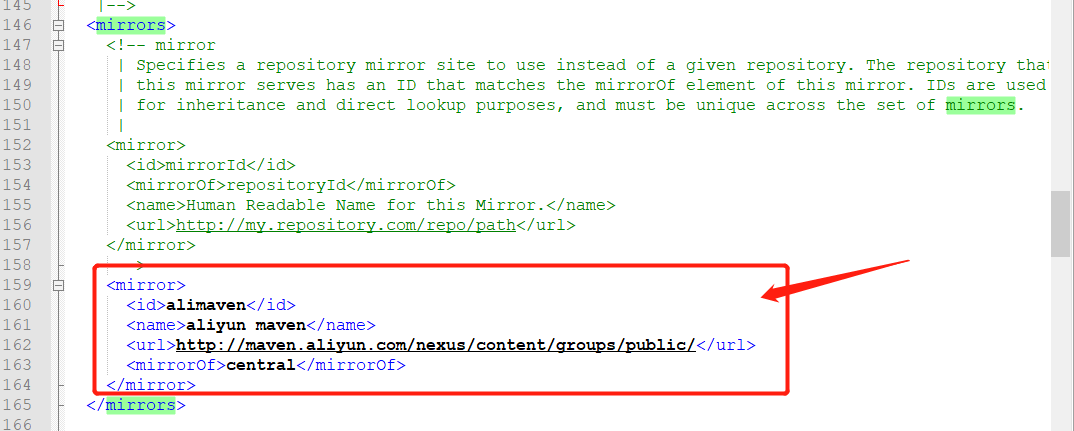 145 |-->
146 <mirrors>
147 <!-- mirror
148 | Specifies a repository mirror site to use instead of a given repository. The repository that
149 | this mirror serves has an ID that matches the mirrorOf element of this mirror. IDs are used
150 | for inheritance and direct lookup purposes, and must be unique across the set of mirrors.
151 |
152 <mirror>
153 <id>mirrorId</id>
154 <mirrorOf>repositoryId</mirrorOf>
155 <name>Human Readable Name for this Mirror.</name>
156 <url>http://my.repository.com/repo/path</url>
157 </mirror>
158 >
159 <mirror>
160 <id>alimaven</id>
161 <name>aliyun maven</name>
162 <url>http://maven.aliyun.com/nexus/content/groups/public/</url>
163 <mirrorOf>central</mirrorOf>
164 </mirror>
165 </mirrors>
166